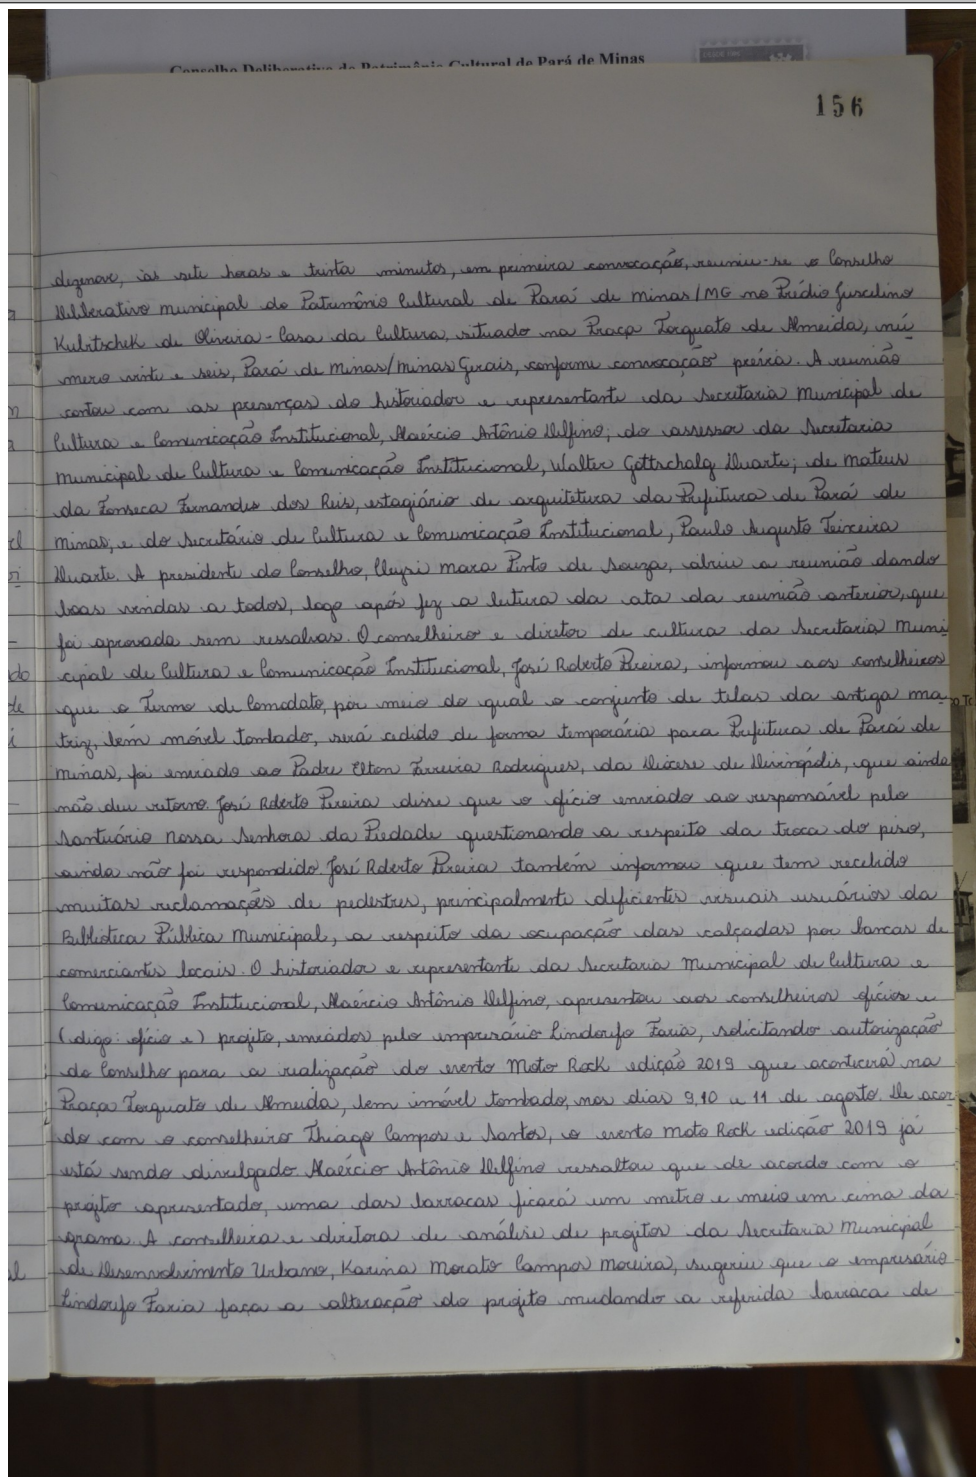 Conselho Deliberativo do Patrimônio Cultural de Pará de Minas
156
dezenove, às sete horas e trinta minutos, em primeira convocação, reuniu-se o Conselho
Deliberativo Municipal do Patrimônio Cultural de Pará de Minas/MG no Prédio Juscelino
Kubitschek de Oliveira - Casa da Cultura, situado na Praça Torquato de Almeida, nú
mero vinte e seis, Pará de Minas/Minas Gerais, conforme convocação prévia. A reunião
contou com as presenças do historiador e representante da Secretaria Municipal de
Cultura e Comunicação Institucional, Alaércio Antônio Delfino; do assessor da Secretaria
Municipal de Cultura e Comunicação Institucional, Walter Gottschalg Duarte; de Mateus
da Fonseca Fernandes dos Reis, estagiário de arquitetura da Prefeitura de Pará de
Minas, e do Secretário de Cultura e Comunicação Institucional, Paulo Augusto Teixeira
Duarte. A presidente do Conselho, Cleysi Mara Pinto de Souza, abriu a reunião dando
boas vindas a todos, logo após fez a leitura da ata da reunião anterior, que
foi aprovada sem ressalvas. O conselheiro e diretor de cultura da Secretaria Muni
cipal de Cultura e Comunicação Institucional, José Roberto Pereira, informou aos conselheiros
que o Termo de Comodato, por meio do qual o conjunto de telas da antiga ma
triz, bem móvel tombado, será cedido de forma temporária para Prefeitura de Pará de
Minas, foi enviado ao Padre Elton Ferreira Rodrigues, da Diocese de Divinópolis, que ainda
não deu retorno. José Roberto Pereira disse que o ofício enviado ao responsável pelo
Santuário Nossa Senhora da Piedade questionando a respeito da troca do piso,
ainda não foi respondido. José Roberto Pereira também informou que tem recebido
muitas reclamações de pedestres, principalmente deficientes visuais usuários da
Biblioteca Pública Municipal, a respeito da ocupação das calçadas por bancas de
comerciantes locais. O historiador e representante da Secretaria Municipal de Cultura e
Comunicação Institucional, Alaércio Antônio Delfino, apresentou aos conselheiros ofícios e
(digo: ofício e) projeto, enviados pelo empresário Lindorifo Faria, solicitando autorização
do Conselho para a realização do evento Moto Rock edição 2019 que acontecerá na
Praça Torquato de Almeida, bem imóvel tombado, nos dias 9, 10 e 11 de agosto. De acor
do com o conselheiro Thiago Campos e Santos, o evento Moto Rock edição 2019 já
está sendo divulgado. Alaércio Antônio Delfino ressaltou que de acordo com o
projeto apresentado, uma das barracas ficará um metro e meio em cima da
grama. A conselheira e diretora de análise de projetos da Secretaria Municipal
de Desenvolvimento Urbano, Karina Morato Campos Moreira, sugeriu que o empresário
Lindorifo Faria faça a alteração do projeto mudando a referida barraca de